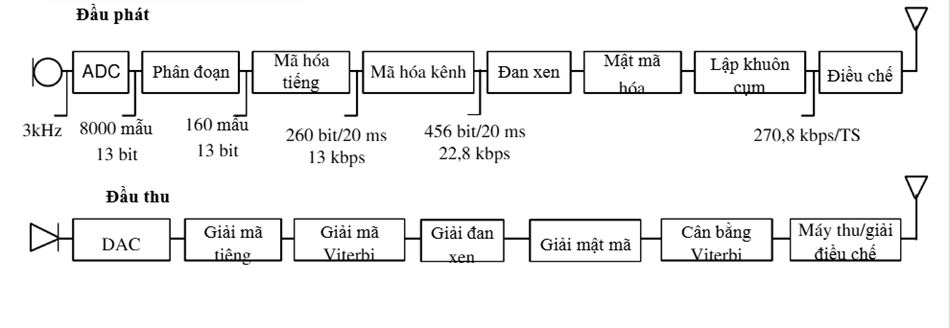 Đầu phát
ADC
Phân đoạn
Mã hóa
tiếng
Mã hóa kênh
Đan xen
Mật mã
hóa
Lập khuôn
cụm
Điều chế
3kHz
8000 mẫu
13 bit
160 mẫu
13 bit
260 bit/20 ms
13 kbps
456 bit/20 ms
22,8 kbps
270,8 kbps/TS
Đầu thu
DAC
Giải mã
tiêng
Giải mã
Viterbi
Giải đan
xen
Giải mật mã
Cân bằng
Viterbi
Máy thu/giải
điều chế